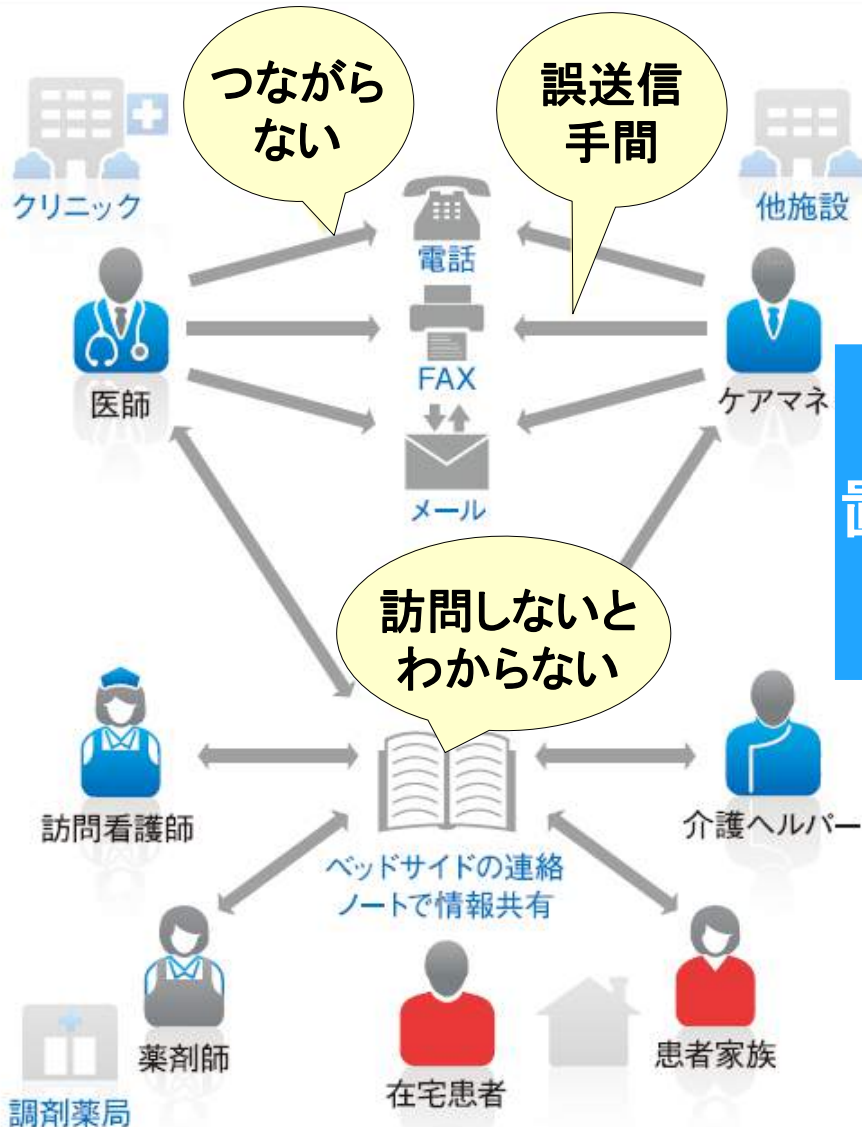 つながら
ない
誤送信
手間
クリニック
他施設
電話
医師
FAX
ケアマネ
メール
訪問しないと
わからない
訪問看護師
介護ヘルパー
ベッドサイドの連絡
ノートで情報共有
薬剤師
在宅患者
患者家族
調剤薬局